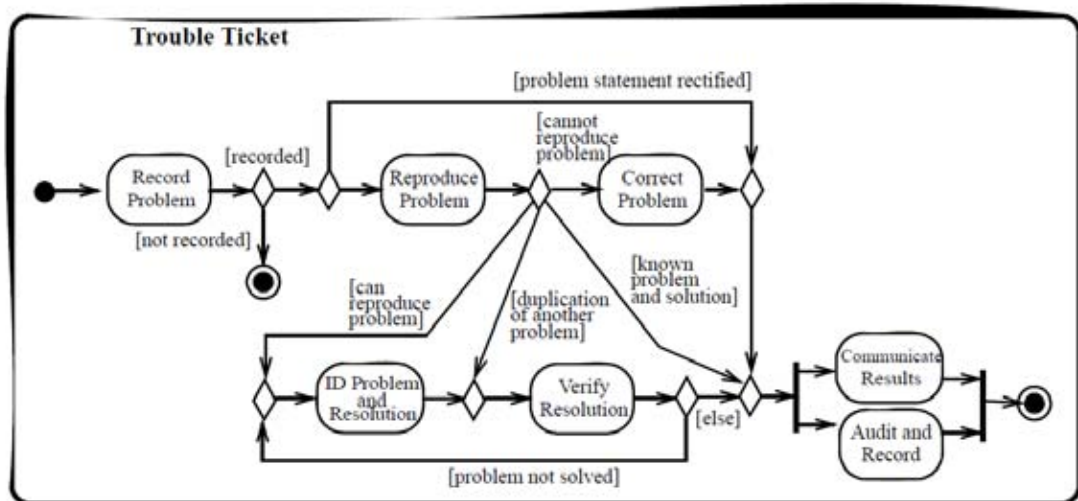 Trouble Ticket
[problem statement rectified]
[cannot
reproduce
problem]
[recorded]
Record
Problem
Reproduce
Problem
Correct
Problem
[not recorded]
[can
reproduce
problem]
[duplication
of another
problem]
[known
problem
and solution]
ID Problem
and
Resolution
Verify
Resolution
[else]
Communicate
Results
Audit and
Record
[problem not solved]